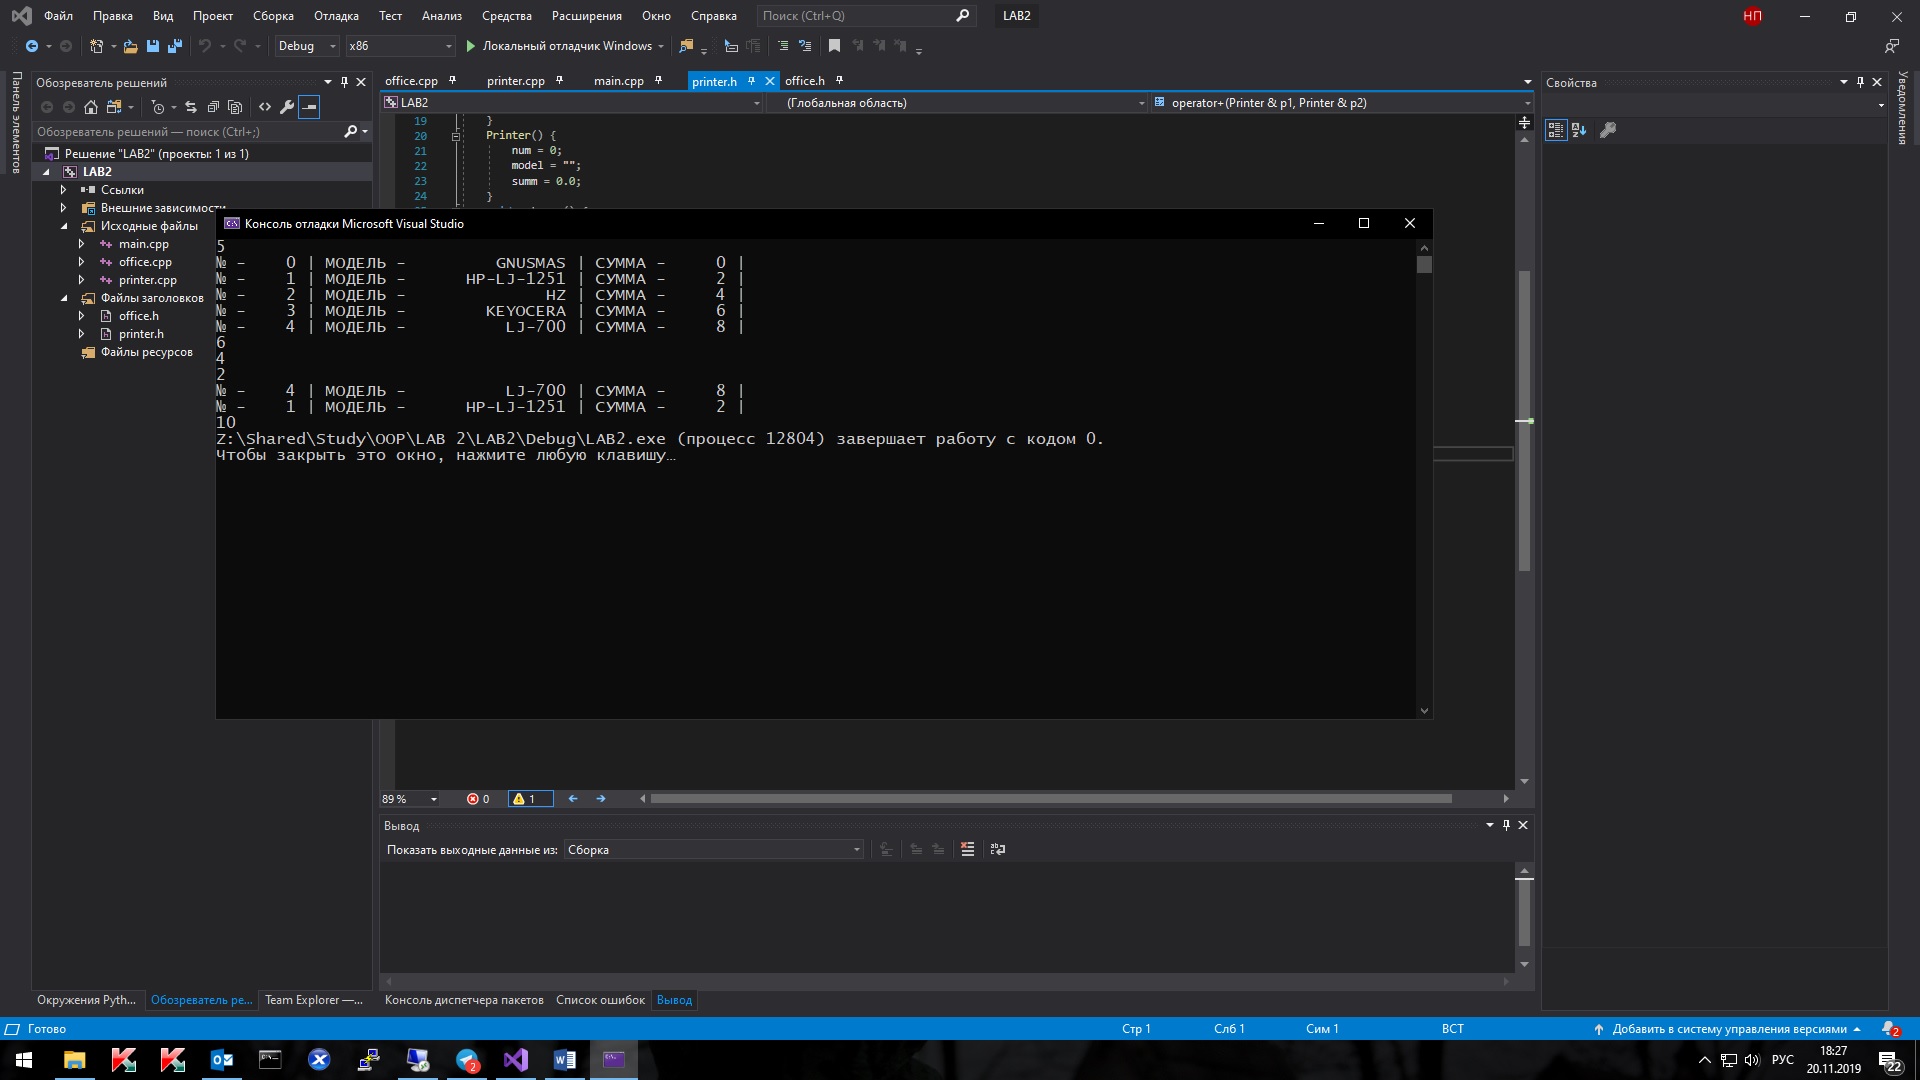 Файл Правка Вид Проект Сборка Отладка Тест Анализ Средства Расширения Окно Справка Поиск (Ctrl+Q) LAB2 НП
Debug x86 Локальный отладчик Windows
Панель элементов
Обозреватель решений
Обозреватель решений — поиск (Ctrl+;)
Решение "LAB2" (проекты: 1 из 1)
LAB2
Ссылки
Внешние зависимости
Исходные файлы
main.cpp
office.cpp
printer.cpp
Файлы заголовков
office.h
printer.h
Файлы ресурсов
office.cpp printer.cpp main.cpp printer.h office.h
LAB2 (Глобальная область) operator+(Printer & p1, Printer & p2)
19 }
20 Printer() {
21 num = 0;
22 model = "";
23 summ = 0.0;
24 }
Консоль отладки Microsoft Visual Studio
5
№ - 0 | МОДЕЛЬ - GNUSMAS | СУММА - 0 |
№ - 1 | МОДЕЛЬ - HP-LJ-1251 | СУММА - 2 |
№ - 2 | МОДЕЛЬ - HZ | СУММА - 4 |
№ - 3 | МОДЕЛЬ - KEYOCERA | СУММА - 6 |
№ - 4 | МОДЕЛЬ - LJ-700 | СУММА - 8 |
6
4
2
№ - 4 | МОДЕЛЬ - LJ-700 | СУММА - 8 |
№ - 1 | МОДЕЛЬ - HP-LJ-1251 | СУММА - 2 |
10
Z:\Shared\Study\OOP\LAB 2\LAB2\Debug\LAB2.exe (процесс 12804) завершает работу с кодом 0.
Чтобы закрыть это окно, нажмите любую клавишу…
89 % 0 1
Вывод
Показать выходные данные из: Сборка
Свойства
Уведомления
Окружения Pyth... Обозреватель ре... Team Explorer —... Консоль диспетчера пакетов Список ошибок Вывод
Готово Стр 1 Слб 1 Сим 1 ВСТ Добавить в систему управления версиями 2
2 РУС 18:27
20.11.2019 22